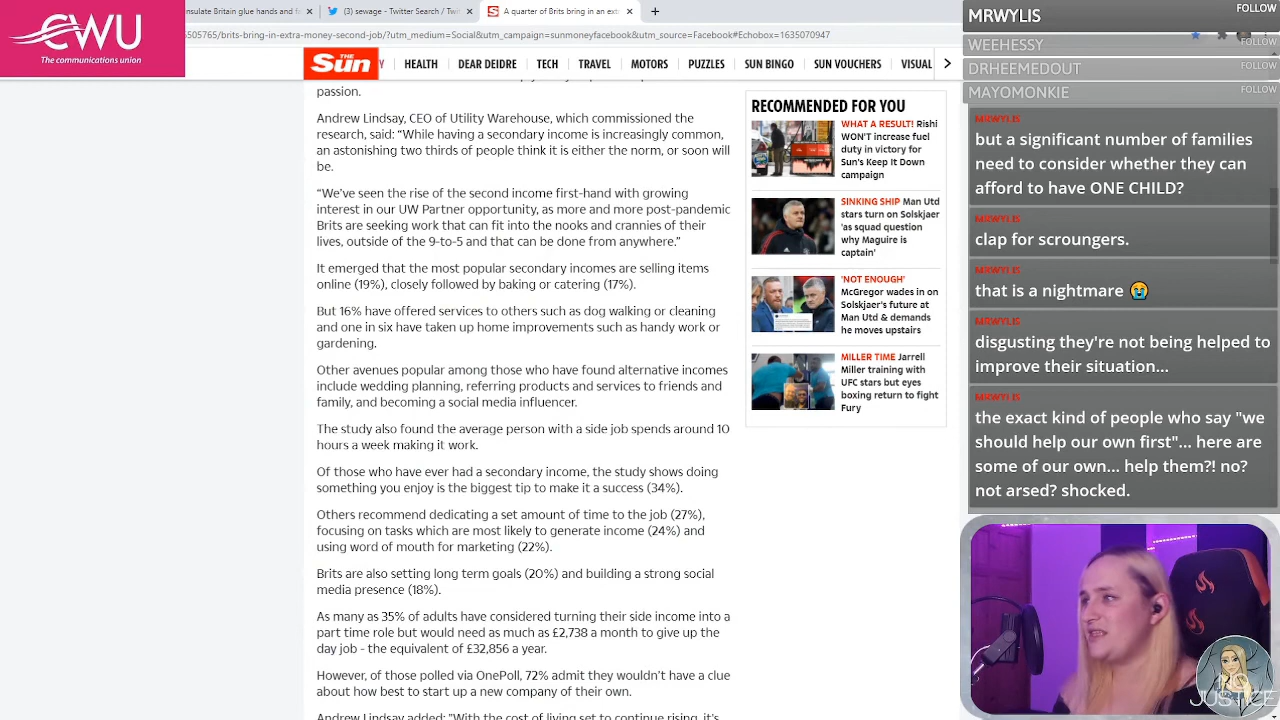 CWU
The communications union
nsulate Britain glue hands and f
(3) sewage - Twitter Search / Twit
A quarter of Brits bring in an ext
505765/brits-bring-in-extra-money-second-job/?utm_medium=Social&utm_campaign=sunmoneyfacebook&utm_source=Facebook#Echobox=1635070947
THE
Sun
Y
HEALTH
DEAR DEIDRE
TECH
TRAVEL
MOTORS
PUZZLES
SUN BINGO
SUN VOUCHERS
VISUAL
passion.
Andrew Lindsay, CEO of Utility Warehouse, which commissioned the
research, said: “While having a secondary income is increasingly common,
an astonishing two thirds of people think it is either the norm, or soon will
be.
“We've seen the rise of the second income first-hand with growing
interest in our UW Partner opportunity, as more and more post-pandemic
Brits are seeking work that can fit into the nooks and crannies of their
lives, outside of the 9-to-5 and that can be done from anywhere.”
It emerged that the most popular secondary incomes are selling items
online (19%), closely followed by baking or catering (17%).
But 16% have offered services to others such as dog walking or cleaning
and one in six have taken up home improvements such as handy work or
gardening.
Other avenues popular among those who have found alternative incomes
include wedding planning, referring products and services to friends and
family, and becoming a social media influencer.
The study also found the average person with a side job spends around 10
hours a week making it work.
Of those who have ever had a secondary income, the study shows doing
something you enjoy is the biggest tip to make it a success (34%).
Others recommend dedicating a set amount of time to the job (27%),
focusing on tasks which are most likely to generate income (24%) and
using word of mouth for marketing (22%).
Brits are also setting long term goals (20%) and building a strong social
media presence (18%).
As many as 35% of adults have considered turning their side income into a
part time role but would need as much as £2,738 a month to give up the
day job - the equivalent of £32,856 a year.
However, of those polled via OnePoll, 72% admit they wouldn't have a clue
about how best to start up a new company of their own.
Andrew Lindsay added: "With the cost of living set to continue rising, it's
RECOMMENDED FOR YOU
WHAT A RESULT! Rishi
WON'T increase fuel
duty in victory for
Sun's Keep It Down
campaign
SINKING SHIP Man Utd
stars turn on Solskjaer
'as squad question
why Maguire is
captain'
'NOT ENOUGH'
McGregor wades in on
Solskjaer's future at
Man Utd & demands
he moves upstairs
MILLER TIME Jarrell
Miller training with
UFC stars but eyes
boxing return to fight
Fury
MRWYLIS
FOLLOW
WEEHESSY
FOLLOW
DRHEEMEDOUT
FOLLOW
MAYOMONKIE
FOLLOW
MRWYLIS
but a significant number of families
need to consider whether they can
afford to have ONE CHILD?
MRWYLIS
clap for scroungers.
MRWYLIS
that is a nightmare 😭
MRWYLIS
disgusting they're not being helped to
improve their situation...
MRWYLIS
the exact kind of people who say "we
should help our own first"... here are
some of our own... help them?! no?
not arsed? shocked.
JUSTICE